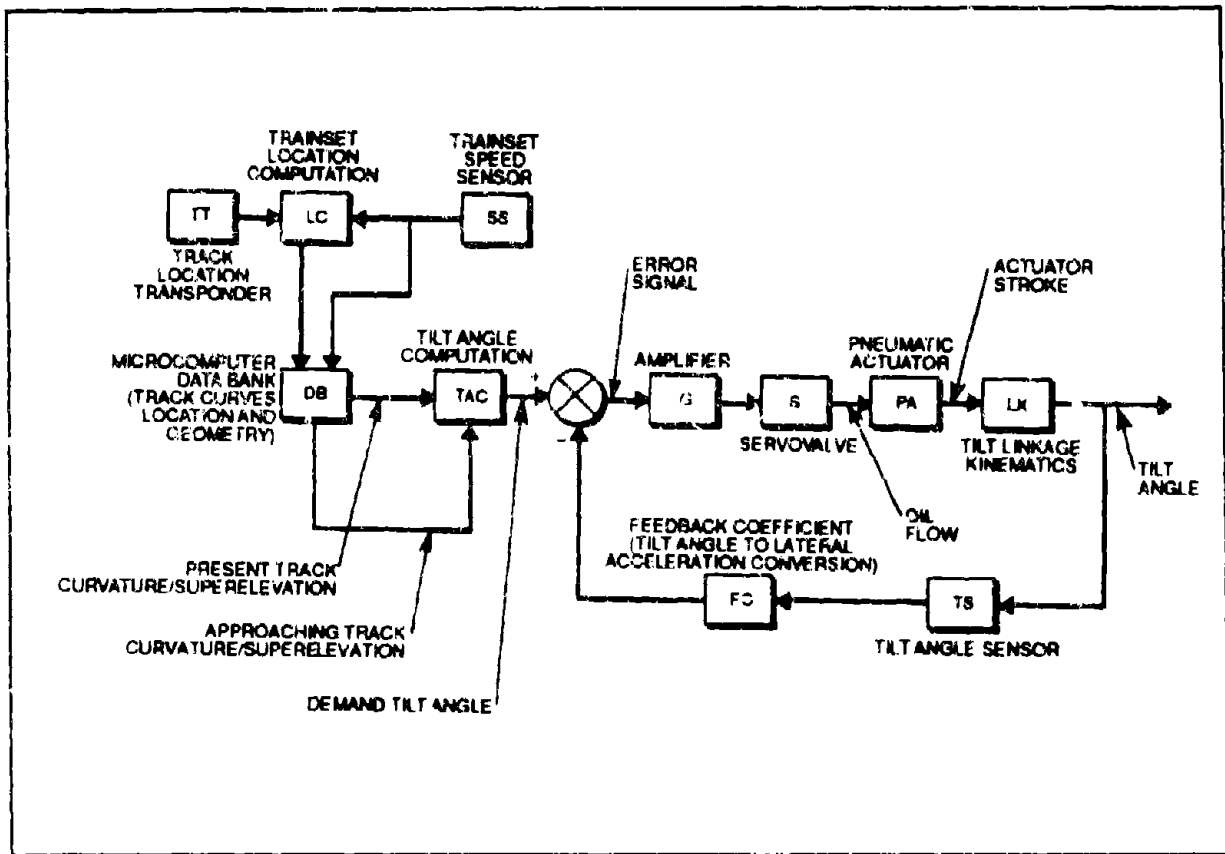 TRAINSET
LOCATION
COMPUTATION
TRAINSET
SPEED
SENSOR
TT
LC
SS
TRACK
LOCATION
TRANSPONDER
ERROR
SIGNAL
ACTUATOR
STROKE
MICROCOMPUTER
DATA BANK
(TRACK CURVES
LOCATION AND
GEOMETRY)
DB
TILT ANGLE
COMPUTATION
TAC
+
−
AMPLIFIER
G
S
SERVOVALVE
PNEUMATIC
ACTUATOR
PA
LK
TILT LINKAGE
KINEMATICS
TILT
ANGLE
OIL
FLOW
FEEDBACK COEFFICIENT
(TILT ANGLE TO LATERAL
ACCELERATION CONVERSION)
FC
TS
TILT ANGLE SENSOR
PRESENT TRACK
CURVATURE/SUPERELEVATION
APPROACHING TRACK
CURVATURE/SUPERELEVATION
DEMAND TILT ANGLE